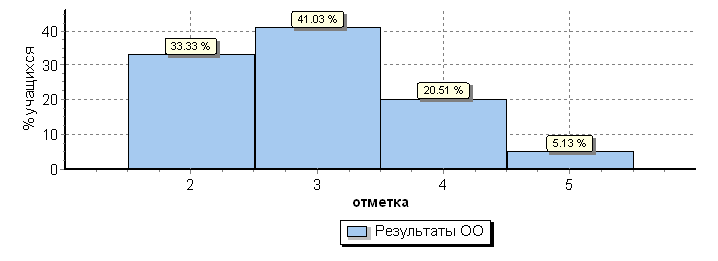 % учащихся
40
30
20
10
0
33.33 %
41.03 %
20.51 %
5.13 %
2 3 4 5
отметка
Результаты ОО